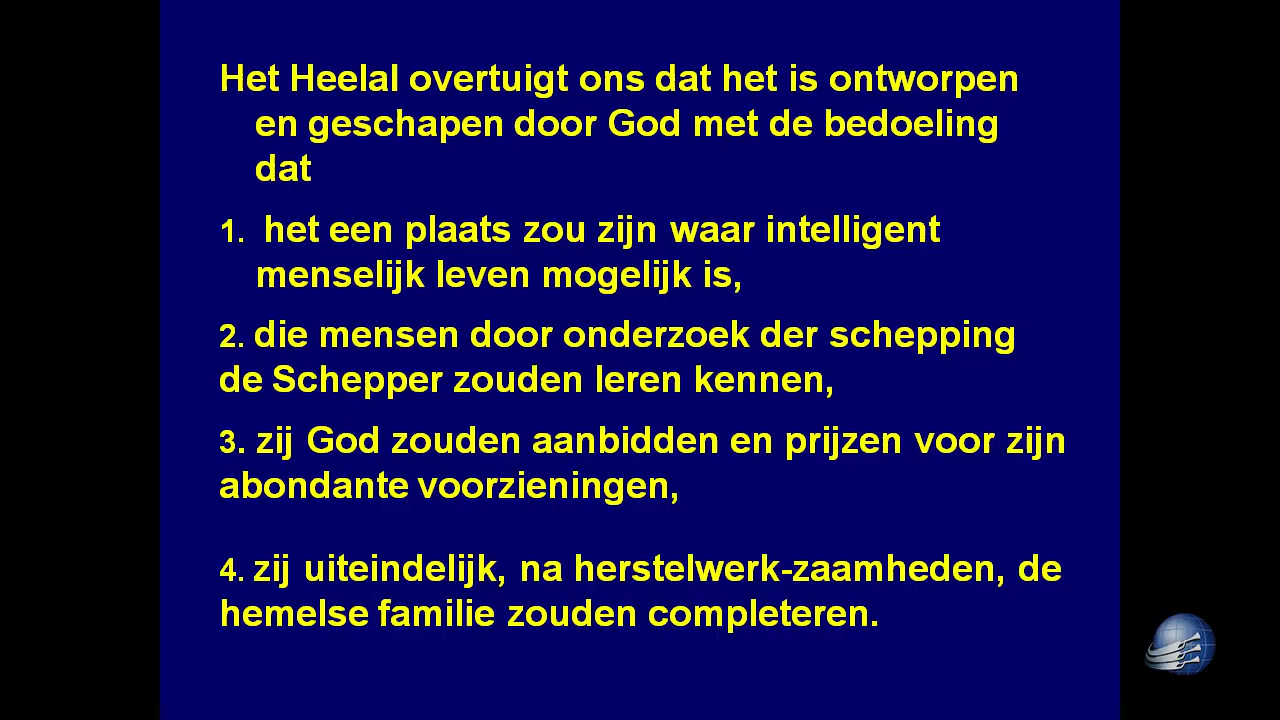 Het Heelal overtuigt ons dat het is ontworpen
en geschapen door God met de bedoeling
dat
1. het een plaats zou zijn waar intelligent
menselijk leven mogelijk is,
2. die mensen door onderzoek der schepping
de Schepper zouden leren kennen,
3. zij God zouden aanbidden en prijzen voor zijn
abondante voorzieningen,
4. zij uiteindelijk, na herstelwerk-zaamheden, de
hemelse familie zouden completeren.